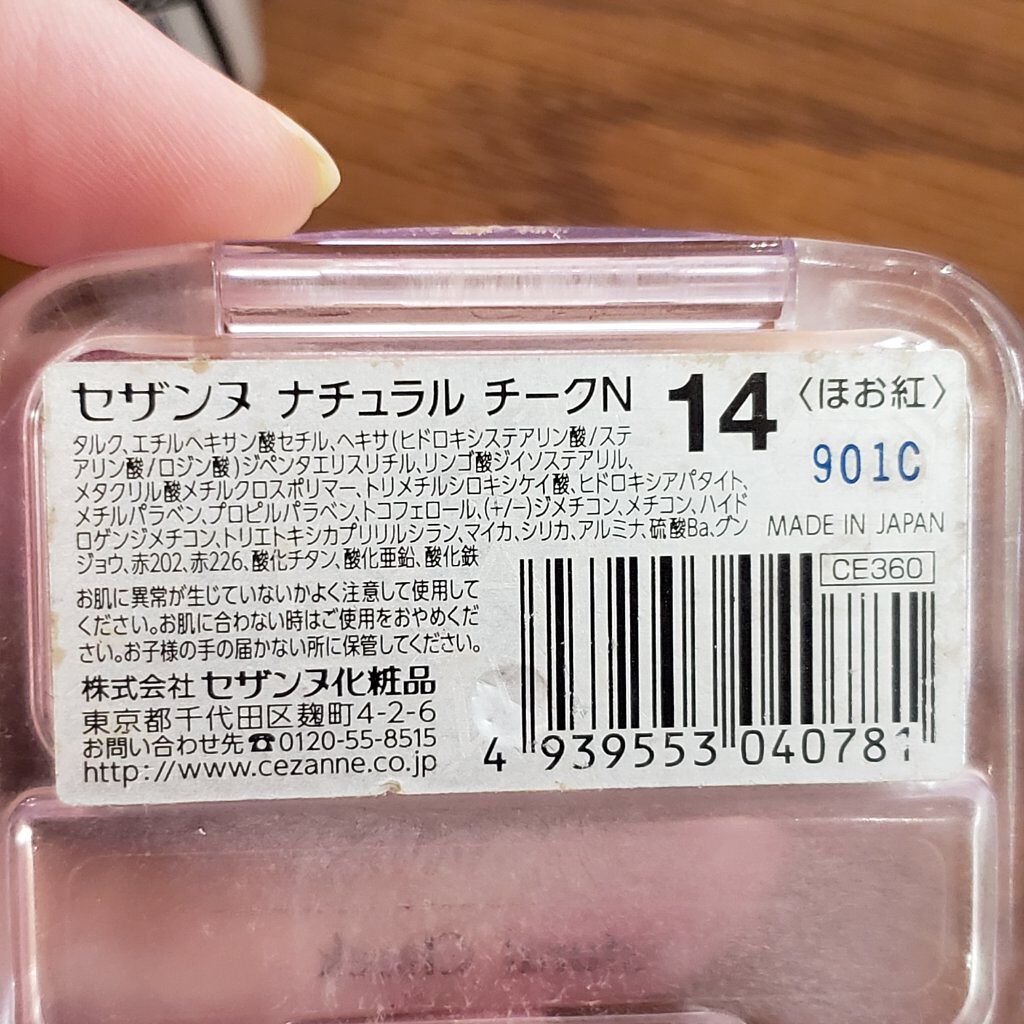 セザンヌ ナチュラル チークN 14 〈ほお紅〉
タルク、エチルヘキサン酸セチル、ヘキサ(ヒドロキシステアリン酸/ステ
アリン酸/ロジン酸)ジペンタエリスリチル、リンゴ酸ジイソステアリル、
901C
メタクリル酸メチルクロスポリマー、トリメチルシロキシケイ酸、ヒドロキシアパタイト、
メチルパラベン、プロピルパラベン、トコフェロール、(+/−)ジメチコン、メチコン、ハイド
ロゲンジメチコン、トリエトキシカプリリルシラン、マイカ、シリカ、アルミナ、硫酸Ba、グン
MADE IN JAPAN
ジョウ、赤202、赤226、酸化チタン、酸化亜鉛、酸化鉄
CE360
お肌に異常が生じていないかよく注意して使用して
ください。お肌に合わない時はご使用をおやめくだ
さい。お子様の手の届かない所に保管してください。
株式会社 セザンヌ化粧品
東京都千代田区麹町4-2-6
お問い合わせ先☎0120-55-8515
http://www.cezanne.co.jp
4 939553 040781